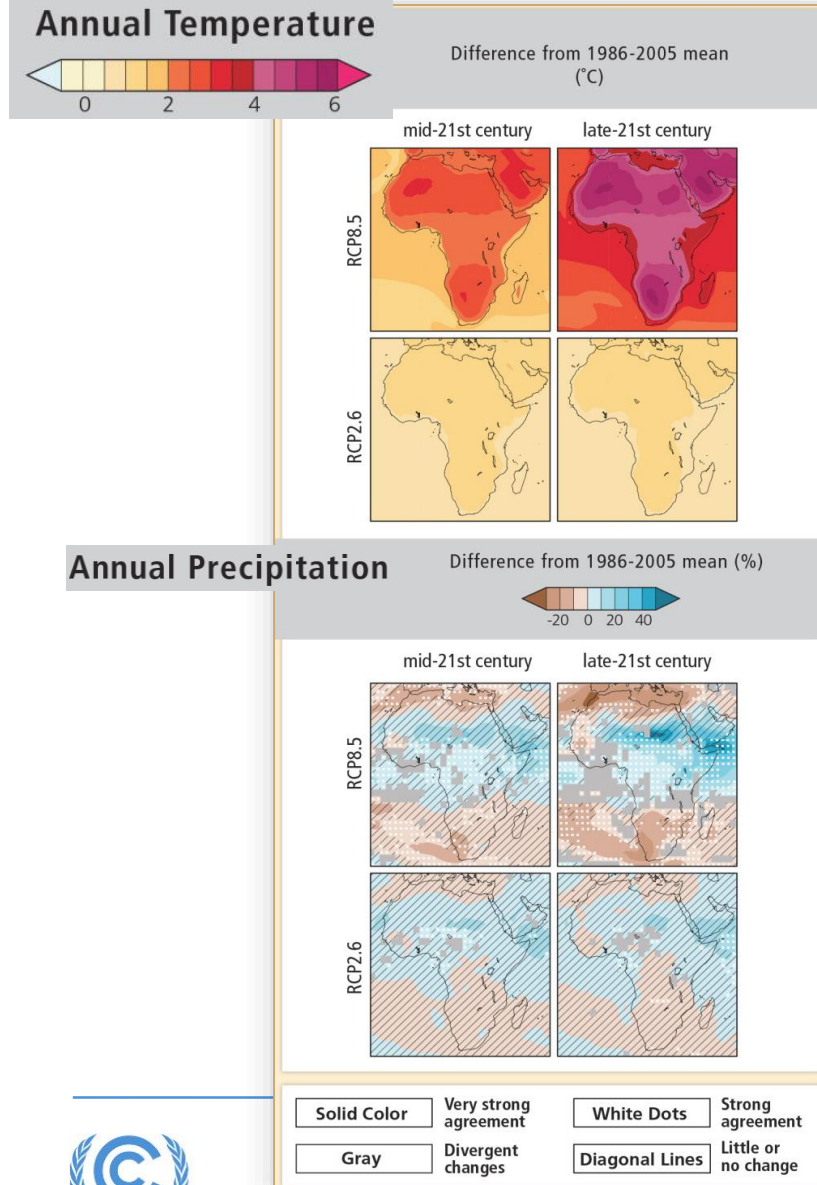 Annual Temperature
0 2 4 6
Difference from 1986-2005 mean
(˚C)
mid-21st century late-21st century
RCP8.5
RCP2.6
Annual Precipitation
Difference from 1986-2005 mean (%)
-20 0 20 40
mid-21st century late-21st century
RCP8.5
RCP2.6
Solid Color
Very strong
agreement
White Dots
Strong
agreement
Gray
Divergent
changes
Diagonal Lines
Little or
no change